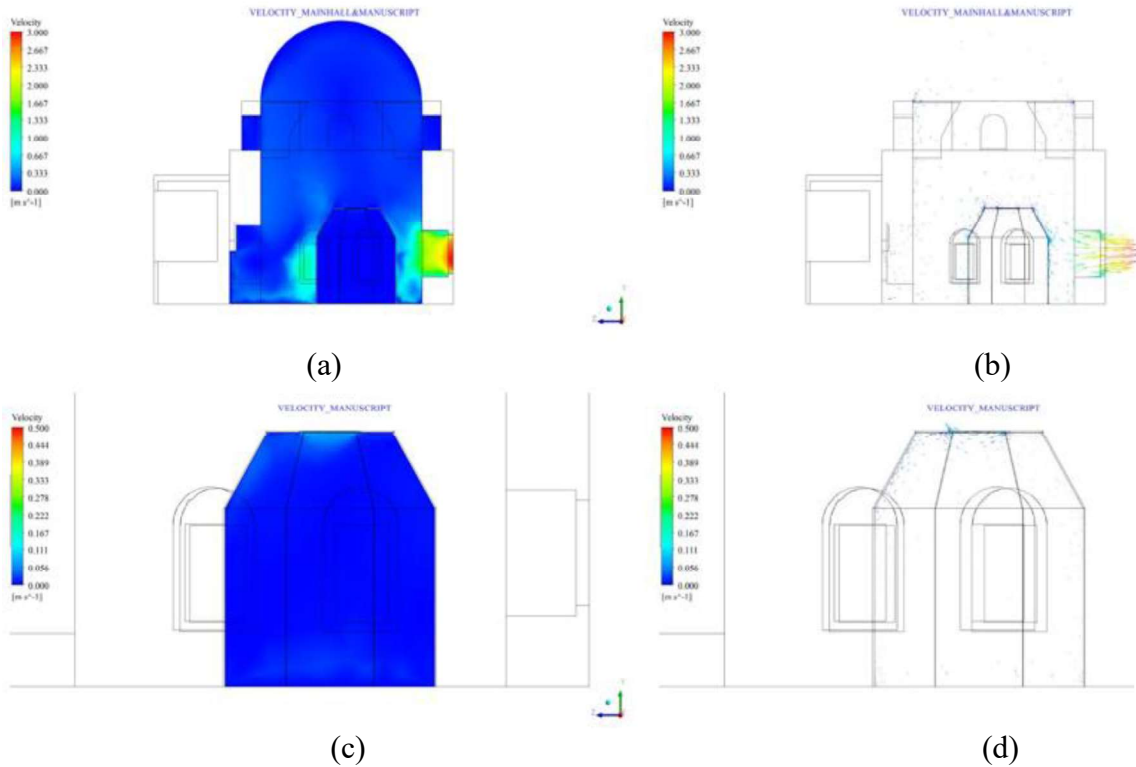 VELOCITY_MAINHALL&MANUSCRIPT
Velocity
3.000
2.667
2.333
2.000
1.667
1.333
1.000
0.667
0.333
0.000
[m s^-1]
(a)
VELOCITY_MAINHALL&MANUSCRIPT
Velocity
3.000
2.667
2.333
2.000
1.667
1.333
1.000
0.667
0.333
0.000
[m s^-1]
(b)
VELOCITY_MANUSCRIPT
Velocity
0.500
0.444
0.389
0.333
0.278
0.222
0.167
0.111
0.056
0.000
[m s^-1]
(c)
VELOCITY_MANUSCRIPT
Velocity
0.500
0.444
0.389
0.333
0.278
0.222
0.167
0.111
0.056
0.000
[m s^-1]
(d)